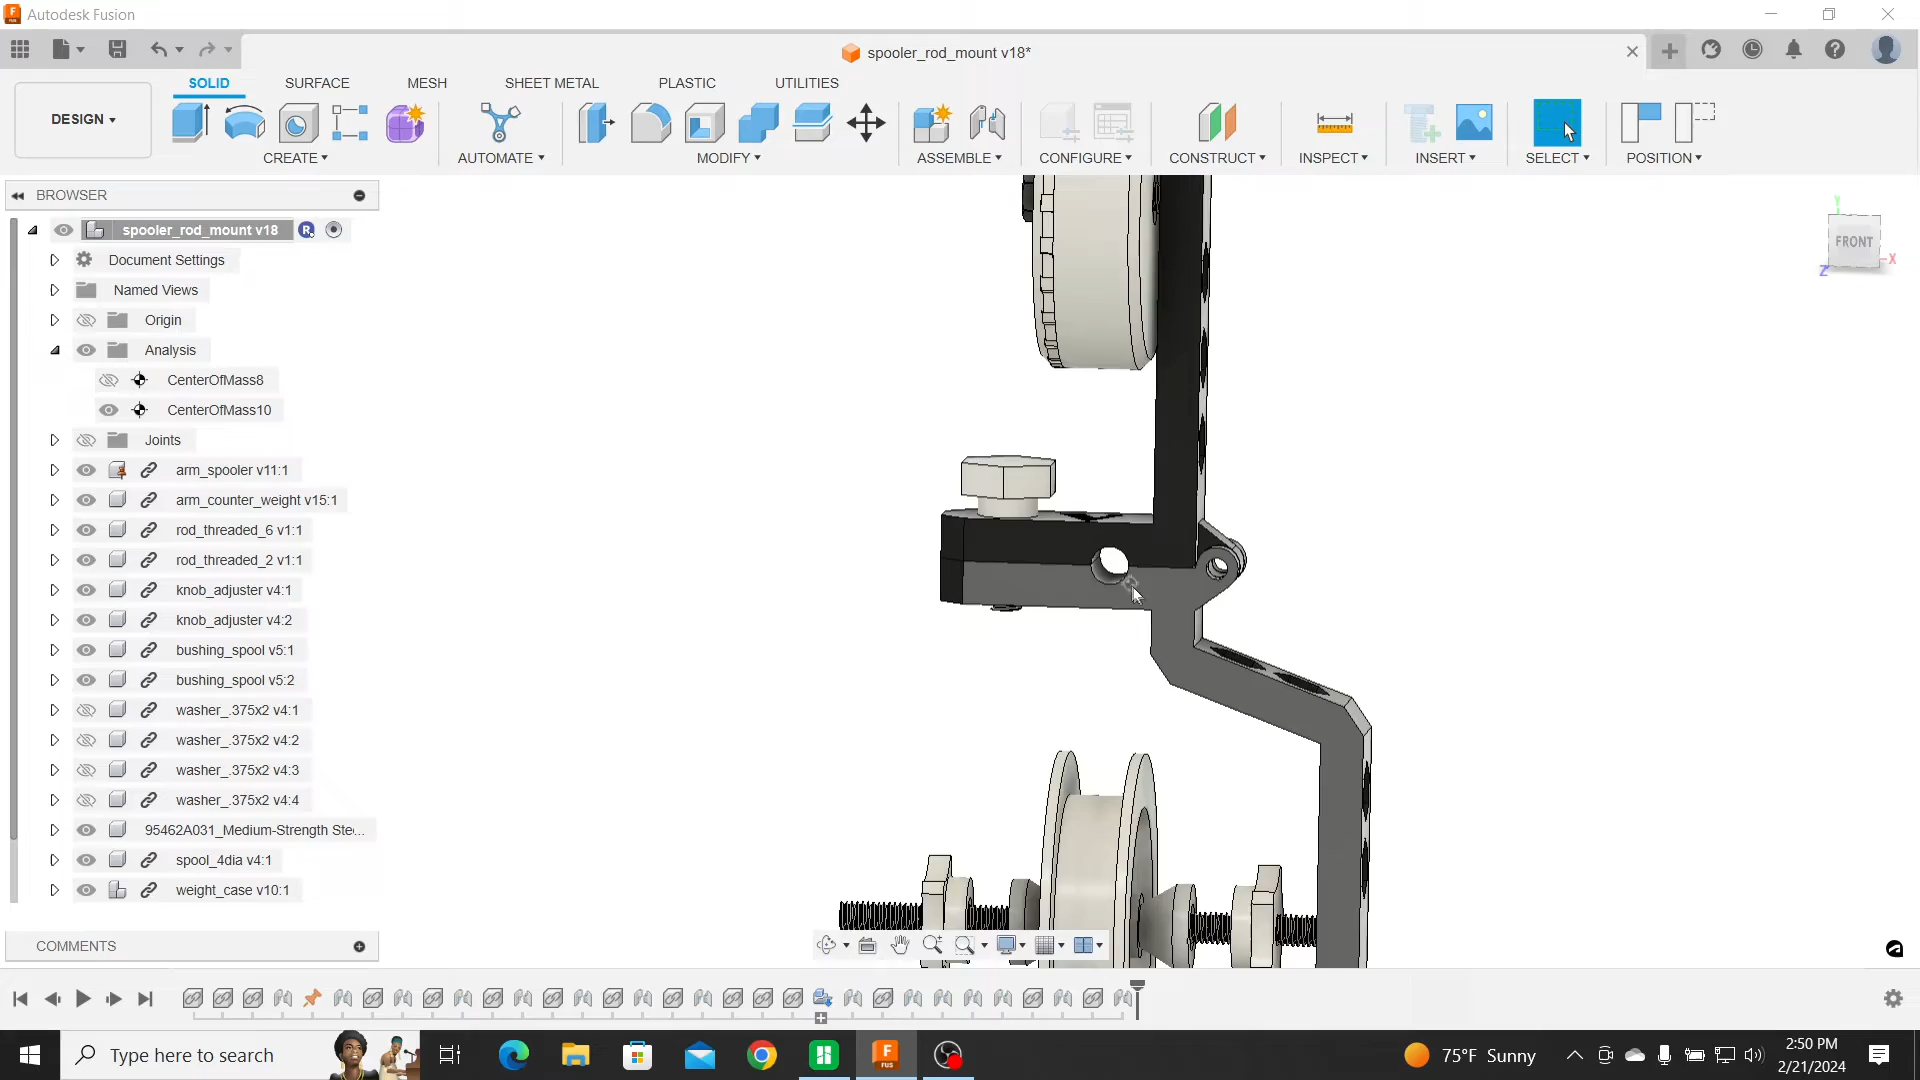 Autodesk Fusion
spooler_rod_mount v18*
DESIGN
SOLID
SURFACE
MESH
SHEET METAL
PLASTIC
UTILITIES
CREATE
AUTOMATE
MODIFY
ASSEMBLE
CONFIGURE
CONSTRUCT
INSPECT
INSERT
SELECT
POSITION
BROWSER
spooler_rod_mount v18
Document Settings
Named Views
Origin
Analysis
CenterOfMass8
CenterOfMass10
Joints
arm_spooler v11:1
arm_counter_weight v15:1
rod_threaded_6 v1:1
rod_threaded_2 v1:1
knob_adjuster v4:1
knob_adjuster v4:2
bushing_spool v5:1
bushing_spool v5:2
washer_.375x2 v4:1
washer_.375x2 v4:2
washer_.375x2 v4:3
washer_.375x2 v4:4
95462A031_Medium-Strength Ste...
spool_4dia v4:1
weight_case v10:1
Y
FRONT
X
Z
COMMENTS
Type here to search
FUS
75°F Sunny
2:50 PM
2/21/2024